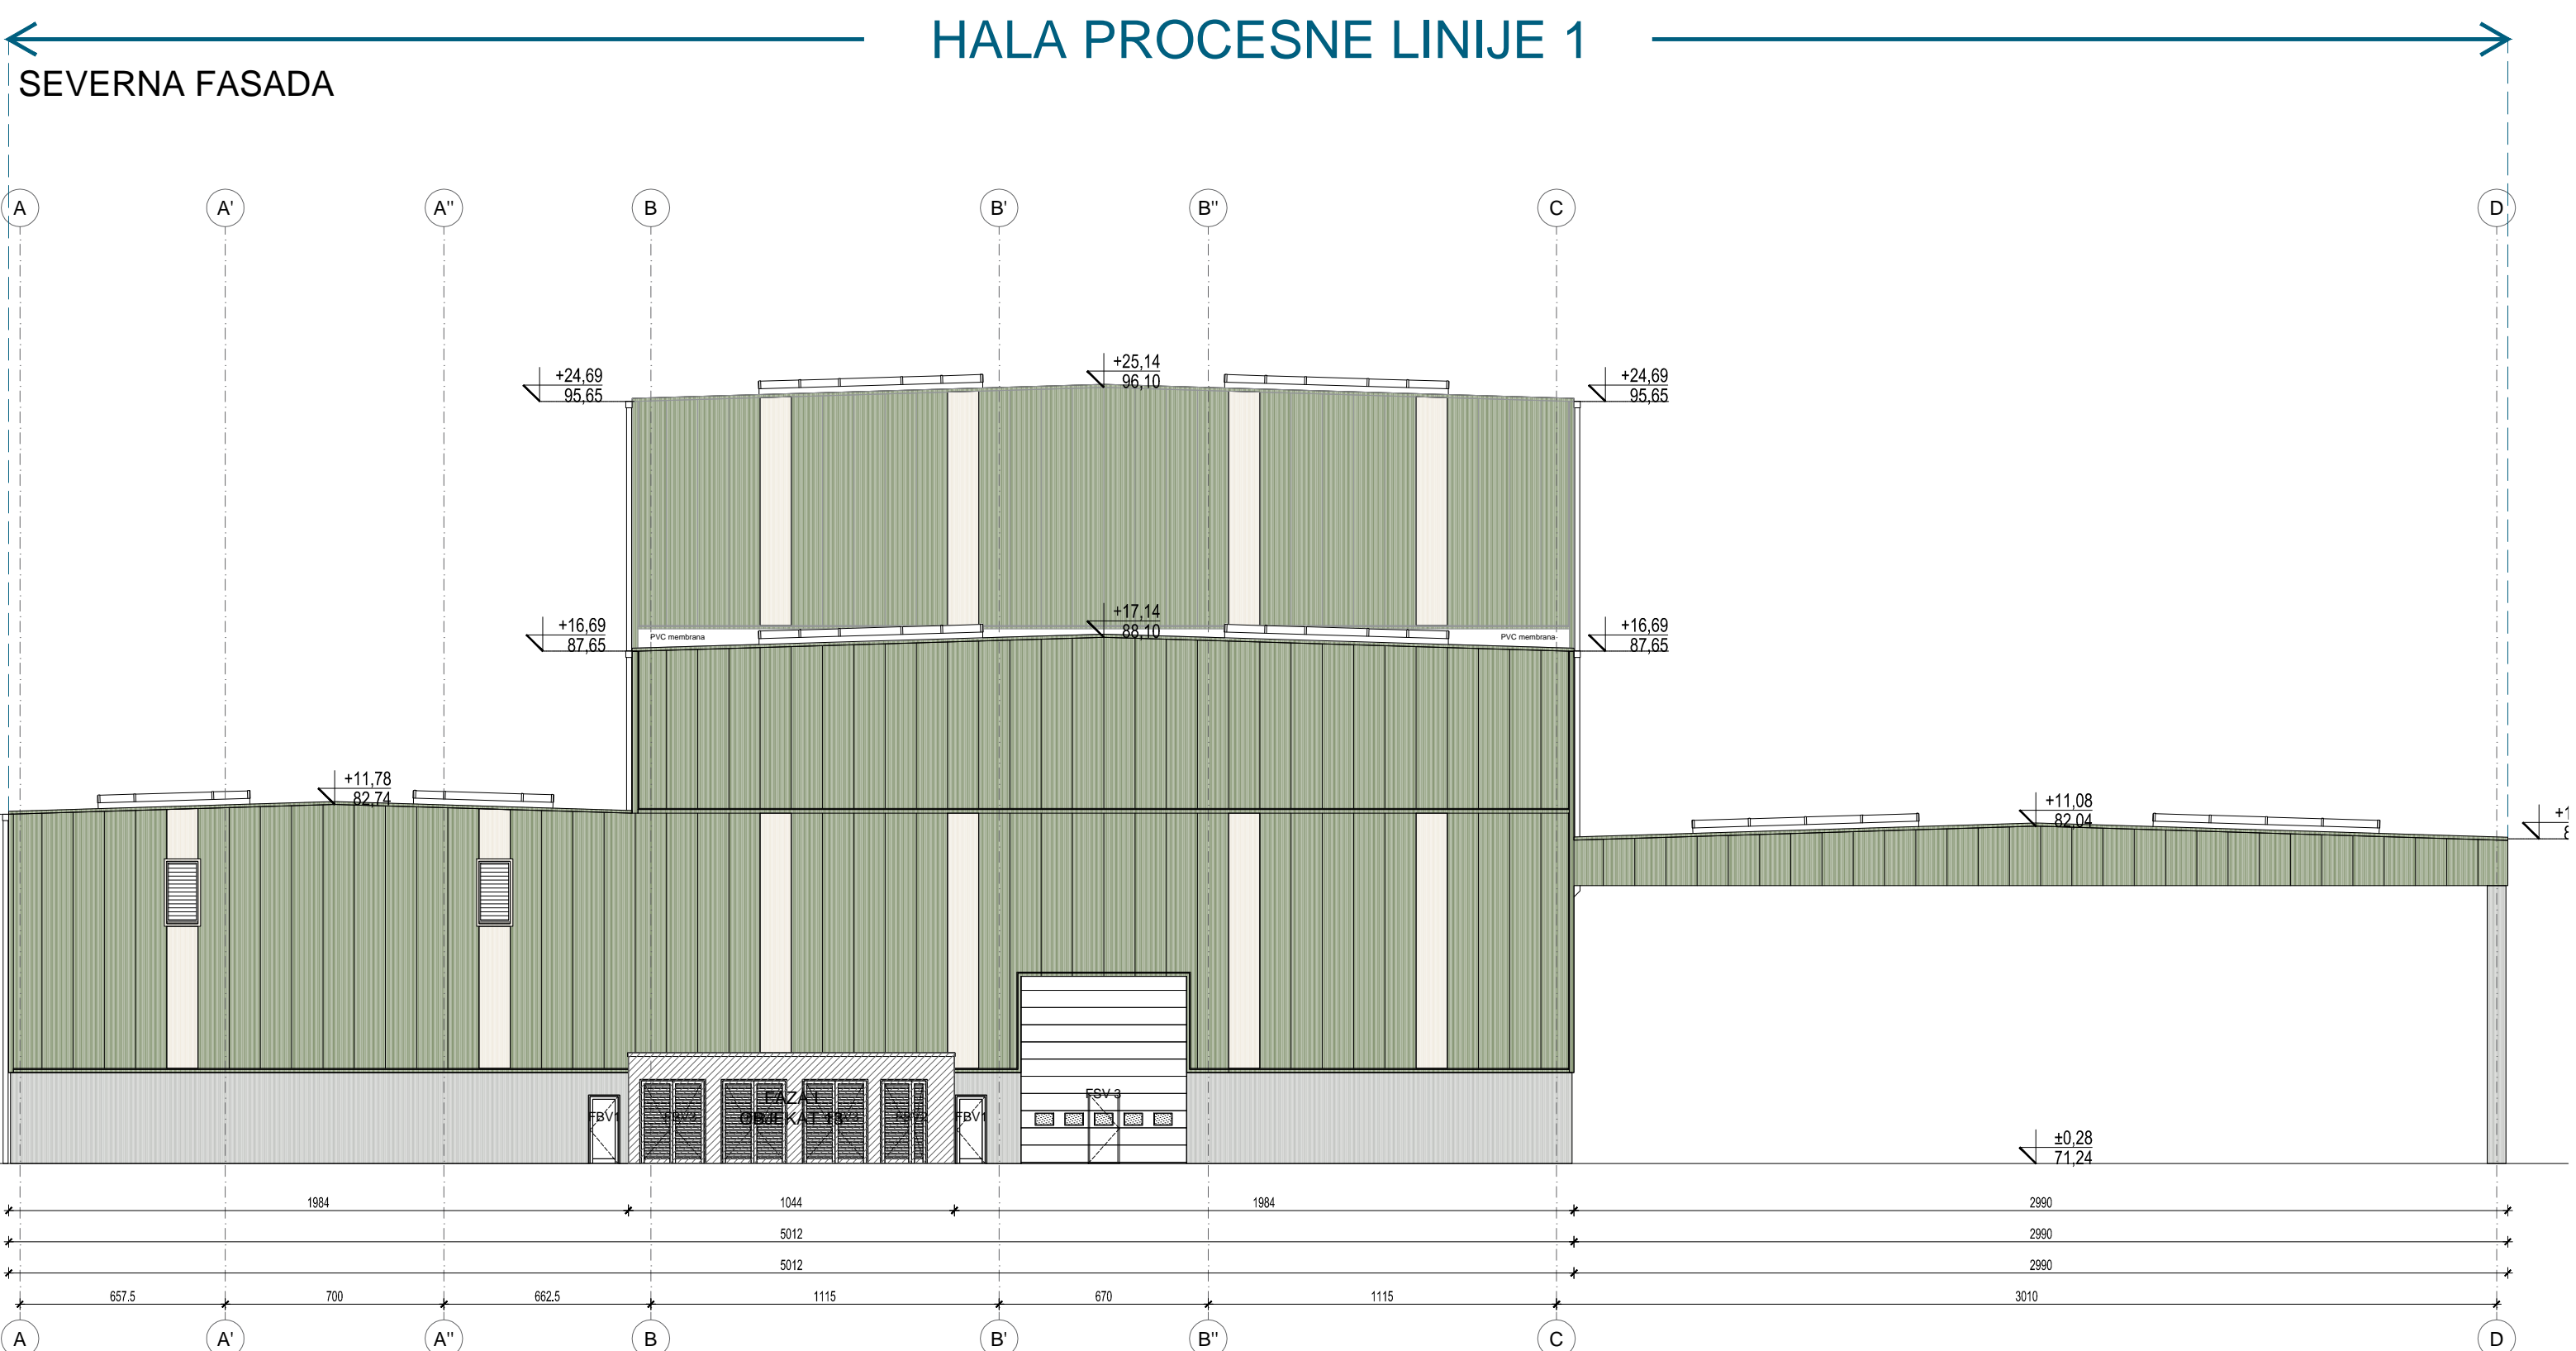 HALA PROCESNE LINIJE 1
SEVERNA FASADA
A A' A" B B' B" C D
+25,14
96,10
+24,69
95,65
+24,69
95,65
+17,14
88,10
+16,69
87,65
PVC membrana
PVC membrana
+16,69
87,65
+11,78
82,74
+11,08
82,04
FAZA I
OBJEKAT 13
FBV1
FBV1
FSV 3
±0,28
71,24
1984 1044 1984 2990
5012 2990
5012 2990
657.5 700 662.5 1115 670 1115 3010
A A' A" B B' B" C D